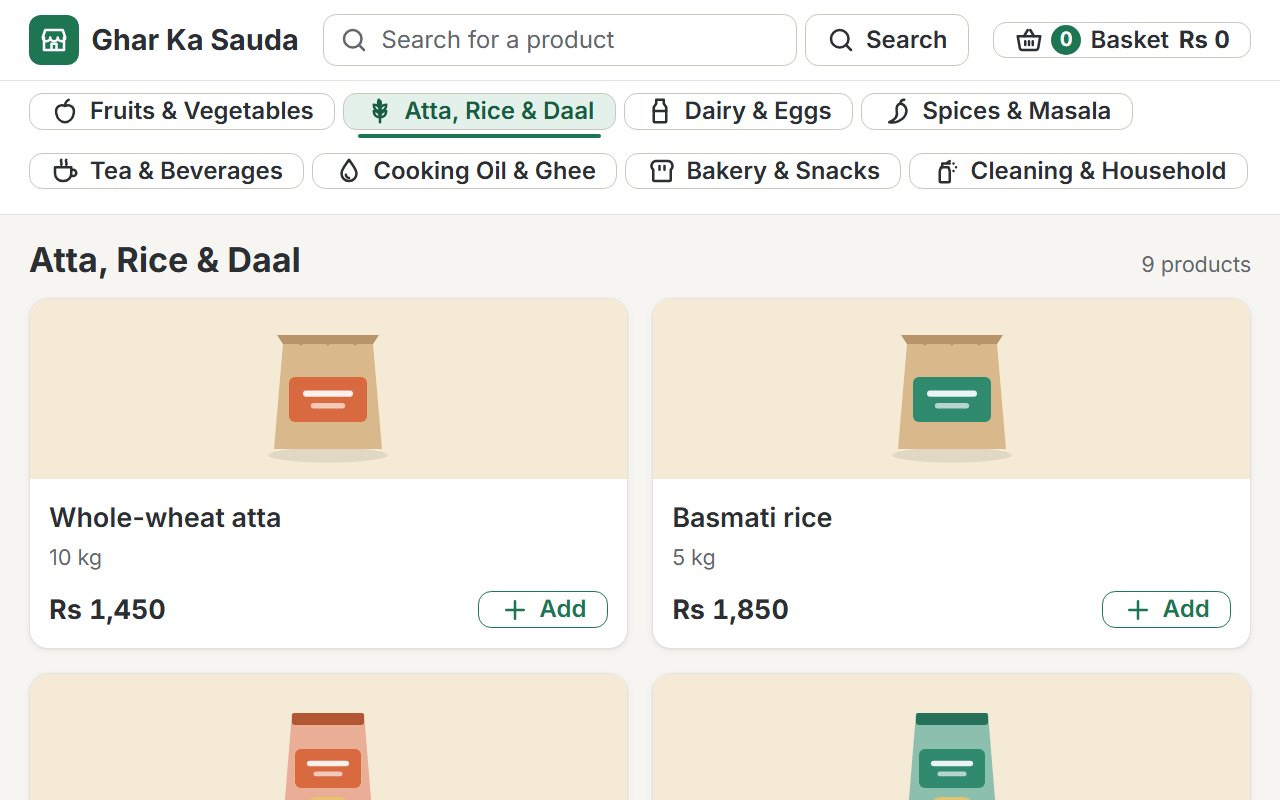 Ghar Ka Sauda
Search for a product
Search
0 Basket Rs 0
Fruits & Vegetables
Atta, Rice & Daal
Dairy & Eggs
Spices & Masala
Tea & Beverages
Cooking Oil & Ghee
Bakery & Snacks
Cleaning & Household
Atta, Rice & Daal
9 products
Whole-wheat atta
10 kg
Rs 1,450
Add
Basmati rice
5 kg
Rs 1,850
Add